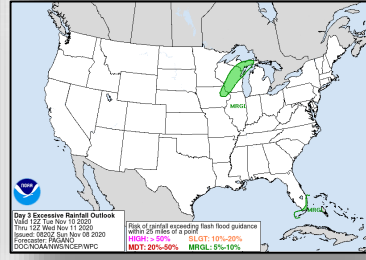 MRGL
MRGL
noaa
Day 3 Excessive Rainfall Outlook
Valid 12Z Tue Nov 10 2020
Thru 12Z Wed Nov 11 2020
Issued: 0820Z Sun Nov 08 2020
Forecaster: PAGANO
DOC/NOAA/NWS/NCEP/WPC
Risk of rainfall exceeding flash flood guidance
within 25 miles of a point
HIGH: > 50% SLGT: 10%-20%
MDT: 20%-50% MRGL: 5%-10%